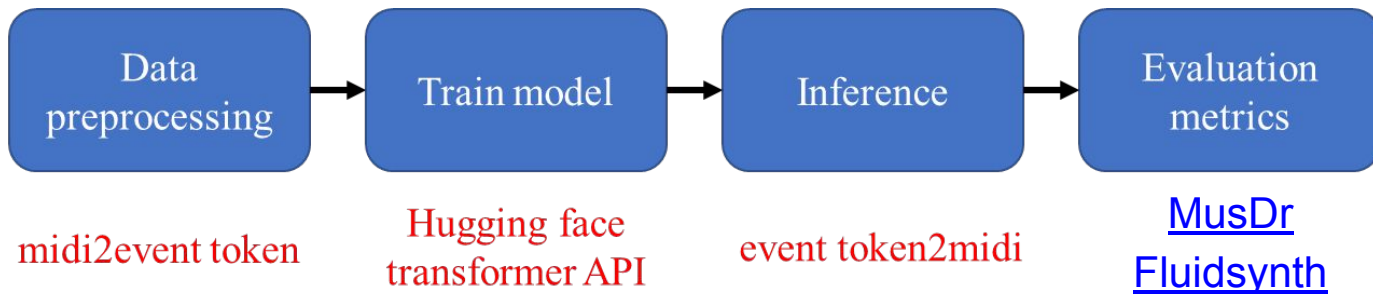 Data
preprocessing
Train model
Inference
Evaluation
metrics
midi2event token
Hugging face
transformer API
event token2midi
MusDr
Fluidsynth